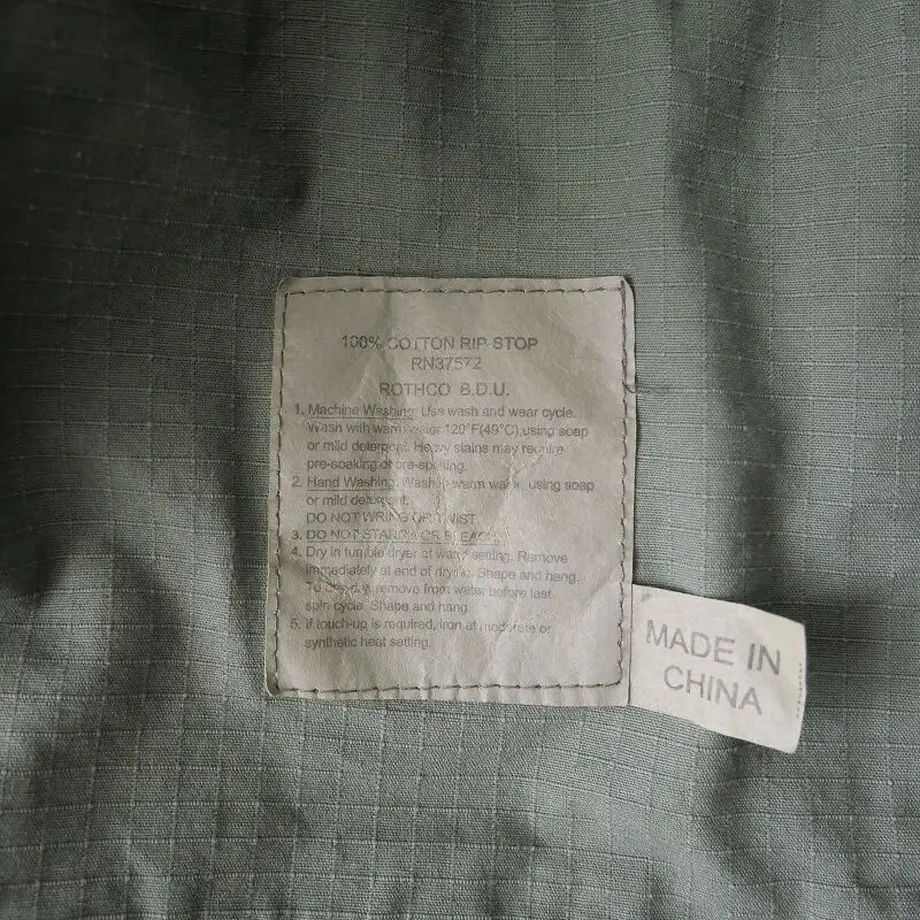 100% COTTON RIP STOP
RN37572
ROTHCO B.D.U.
1. Machine Washing: Use wash and wear cycle.
Wash with warm water 120°F(49°C),using soap
or mild detergent. Heavy stains may require
pre-soaking or pre-spotting.
2. Hand Washing: Wash in warm water, using soap
or mild detergent.
DO NOT WRING OR TWIST
3. DO NOT STARCH OR BLEACH
4. Dry in tumble dryer at warm setting. Remove
immediately at end of drying. Shape and hang.
To drip dry, remove from water before last
spin cycle. Shape and hang.
5. If touch-up is required, iron at moderate or
synthetic heat setting.
MADE IN
CHINA